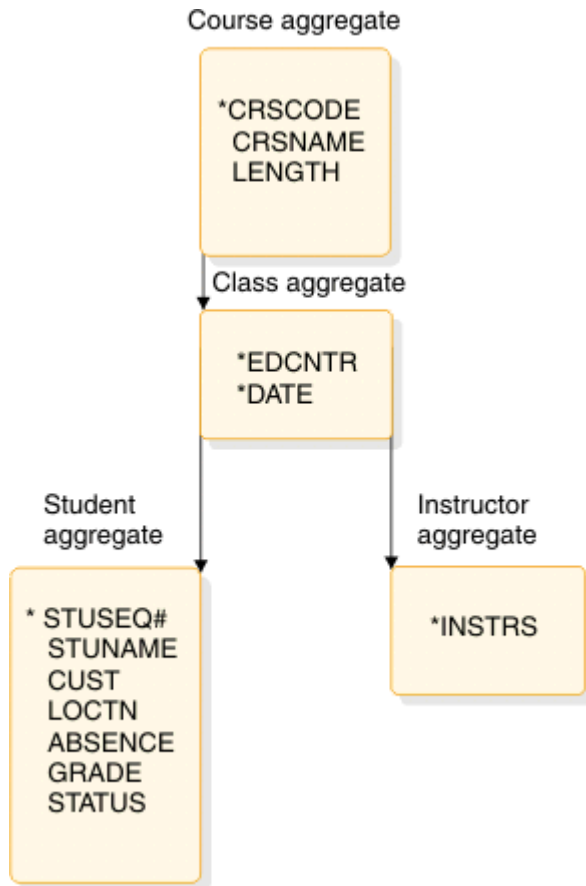 Course aggregate
*CRSCODE
CRSNAME
LENGTH
Class aggregate
*EDCNTR
*DATE
Student
aggregate
* STUSEQ#
STUNAME
CUST
LOCTN
ABSENCE
GRADE
STATUS
Instructor
aggregate
*INSTRS